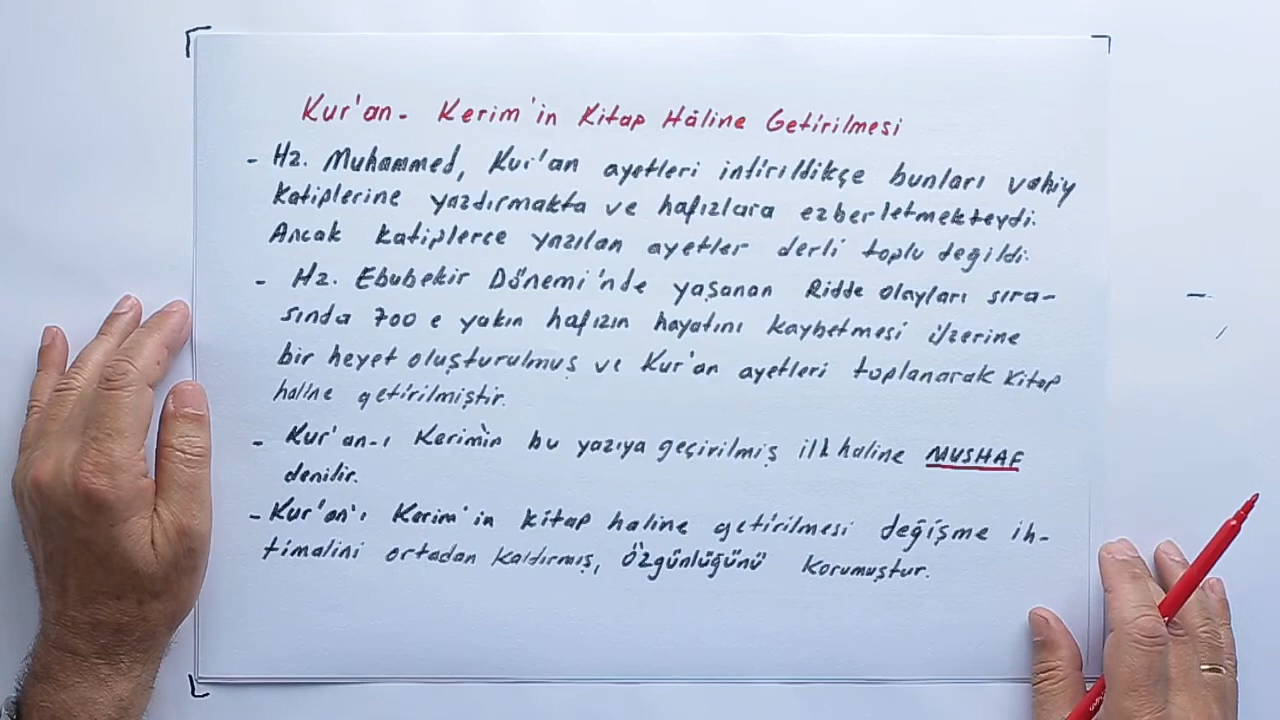 Kur'an- Kerim'in Kitap Hâline Getirilmesi
- Hz. Muhammed, Kur'an ayetleri intirildikçe bunları vahiy
Katiplerine yazdırmakta ve hafızlara ezberletmekteydi.
Ancak Katiplerce yazılan ayetler derli toplu değildi.
- Hz. Ebubekir Dönemi'nde yaşanan Ridde olayları sıra-
sında 700 e yakın hafızın hayatını kaybetmesi üzerine
bir heyet oluşturulmuş ve Kur'an ayetleri toplanarak Kitap
haline getirilmiştir.
- Kur'an-ı Kerimin bu yazıya geçirilmiş ilk haline MUSHAF
denilir.
- Kur'an'ı Kerim'in kitap haline getirilmesi değişme ih-
timalini ortadan kaldırmış, özgünlüğünü korumuştur.